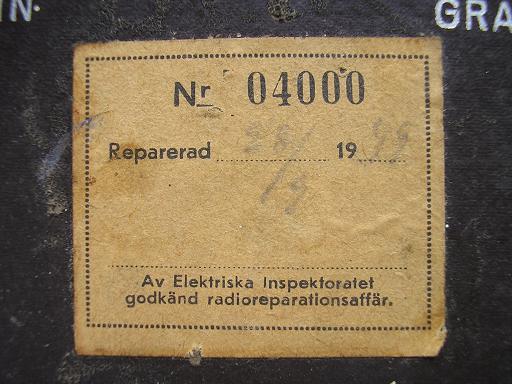 IN.
GRA
Nr 04000
Reparerad 19
Av Elektriska Inspektoratet
godkänd radioreparationsaffär.